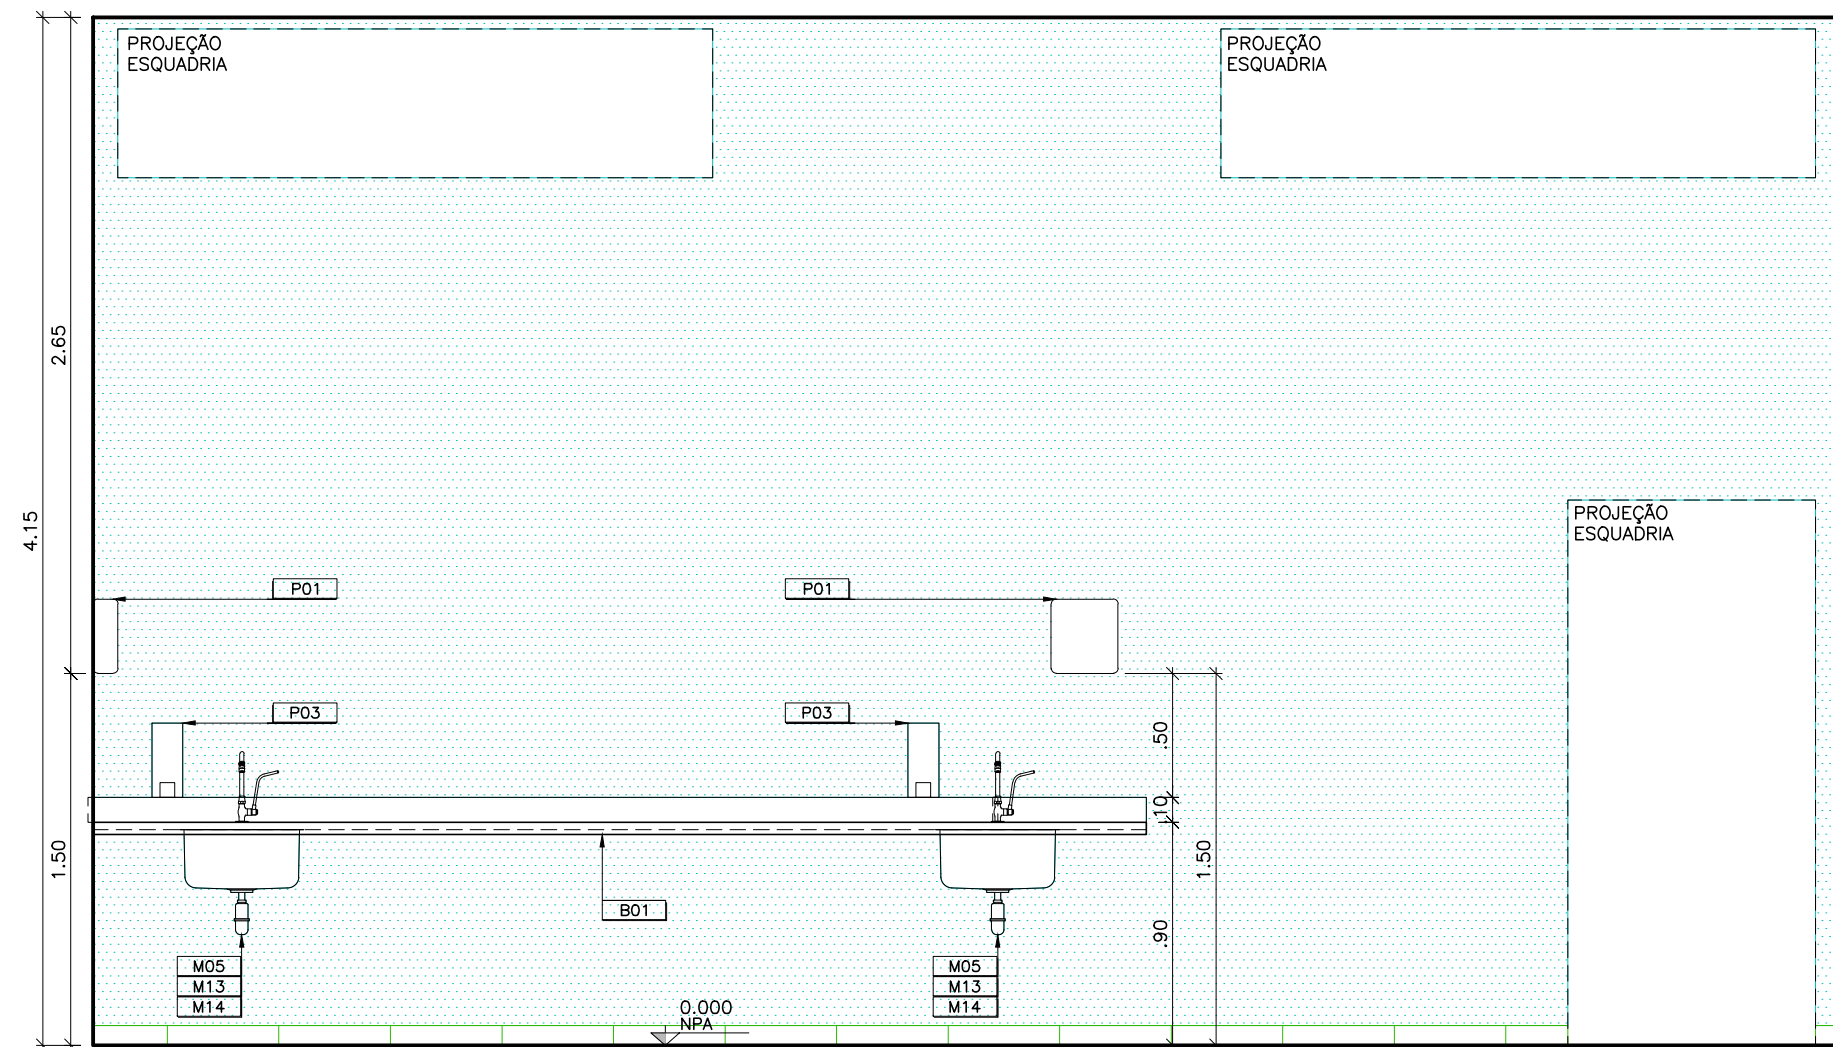 PROJEÇÃO
ESQUADRIA
PROJEÇÃO
ESQUADRIA
2.65
4.15
PROJEÇÃO
ESQUADRIA
P01
P01
P03
P03
.50
.10
1.50
1.50
.90
B01
M05
M13
M14
M05
M13
M14
0.000
NPA